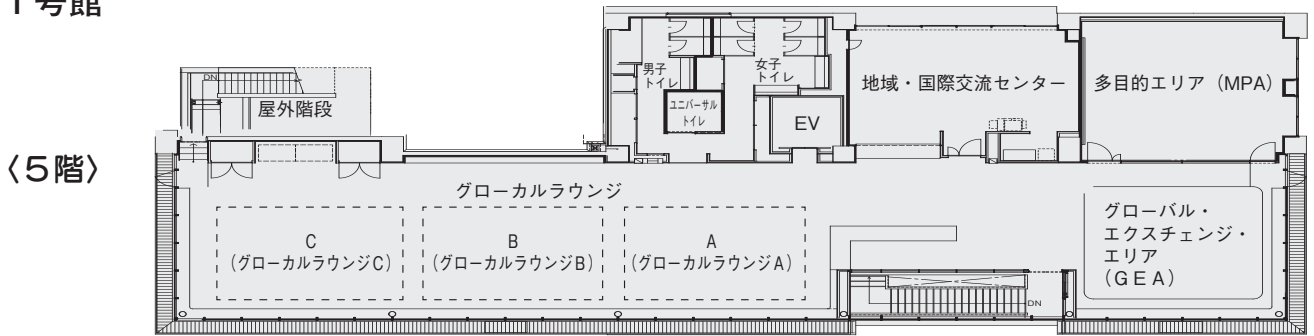 1号館
〈5階〉
DN
屋外階段
男子
トイレ
女子
トイレ
ユニバーサル
トイレ
EV
地域・国際交流センター
多目的エリア（MPA）
グローカルラウンジ
C
（グローカルラウンジC）
B
（グローカルラウンジB）
A
（グローカルラウンジA）
グローバル・
エクスチェンジ・
エリア
（GEA）
DN